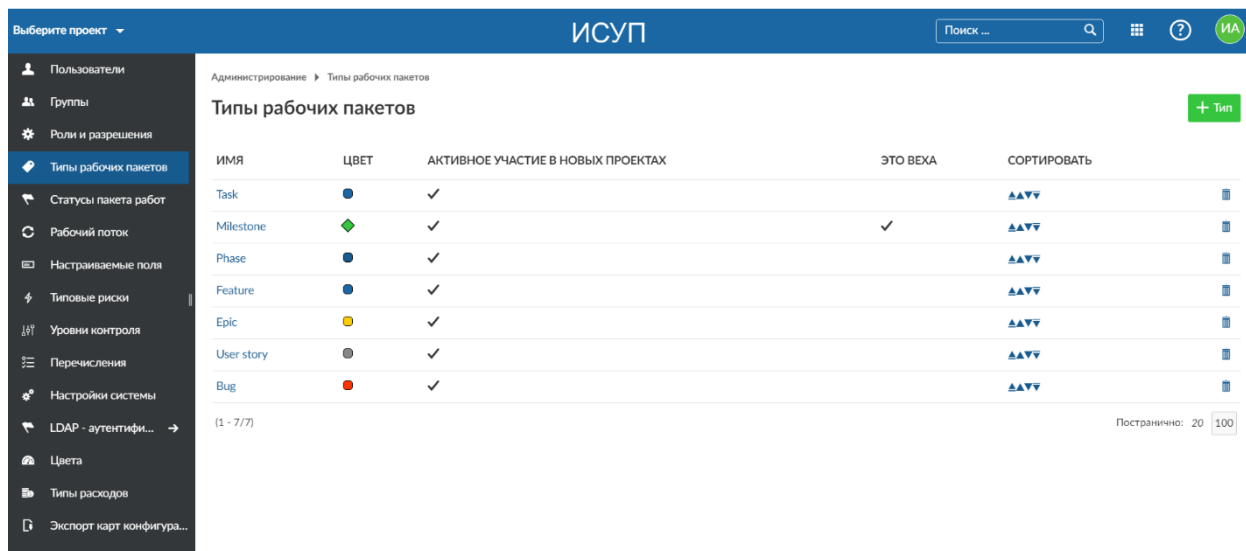 Выберите проект
ИСУП
Поиск ...
ИА
Пользователи
Группы
Роли и разрешения
Типы рабочих пакетов
Статусы пакета работ
Рабочий поток
Настраиваемые поля
Типовые риски
Уровни контроля
Перечисления
Настройки системы
LDAP - аутентифи...
Цвета
Типы расходов
Экспорт карт конфигура...
Администрирование Типы рабочих пакетов
Типы рабочих пакетов
+ Тип
ИМЯ ЦВЕТ АКТИВНОЕ УЧАСТИЕ В НОВЫХ ПРОЕКТАХ ЭТО ВЕХА СОРТИРОВАТЬ
Task
Milestone
Phase
Feature
Epic
User story
Bug
(1 - 7/7)
Постранично: 20 100